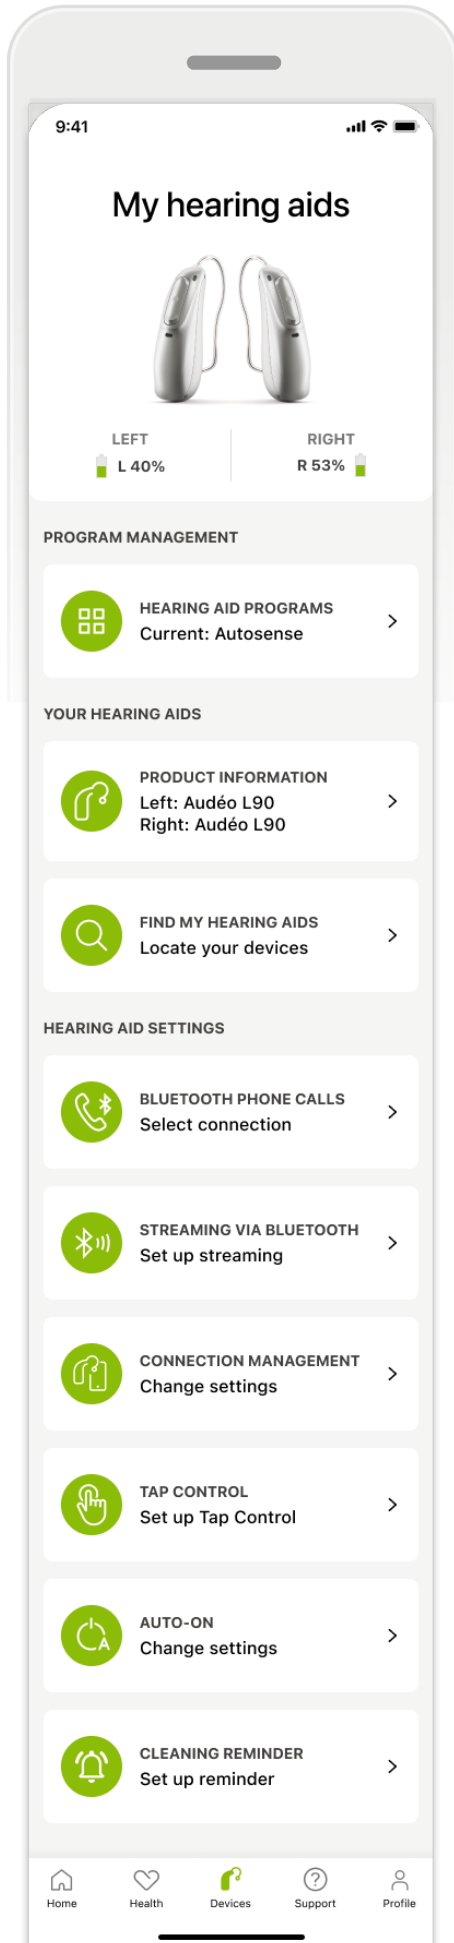 9:41
My hearing aids
LEFT
RIGHT
L 40%
R 53%
PROGRAM MANAGEMENT
HEARING AID PROGRAMS
Current: Autosense
YOUR HEARING AIDS
PRODUCT INFORMATION
Left: Audéo L90
Right: Audéo L90
FIND MY HEARING AIDS
Locate your devices
HEARING AID SETTINGS
BLUETOOTH PHONE CALLS
Select connection
STREAMING VIA BLUETOOTH
Set up streaming
CONNECTION MANAGEMENT
Change settings
TAP CONTROL
Set up Tap Control
AUTO-ON
Change settings
CLEANING REMINDER
Set up reminder
Home
Health
Devices
Support
Profile